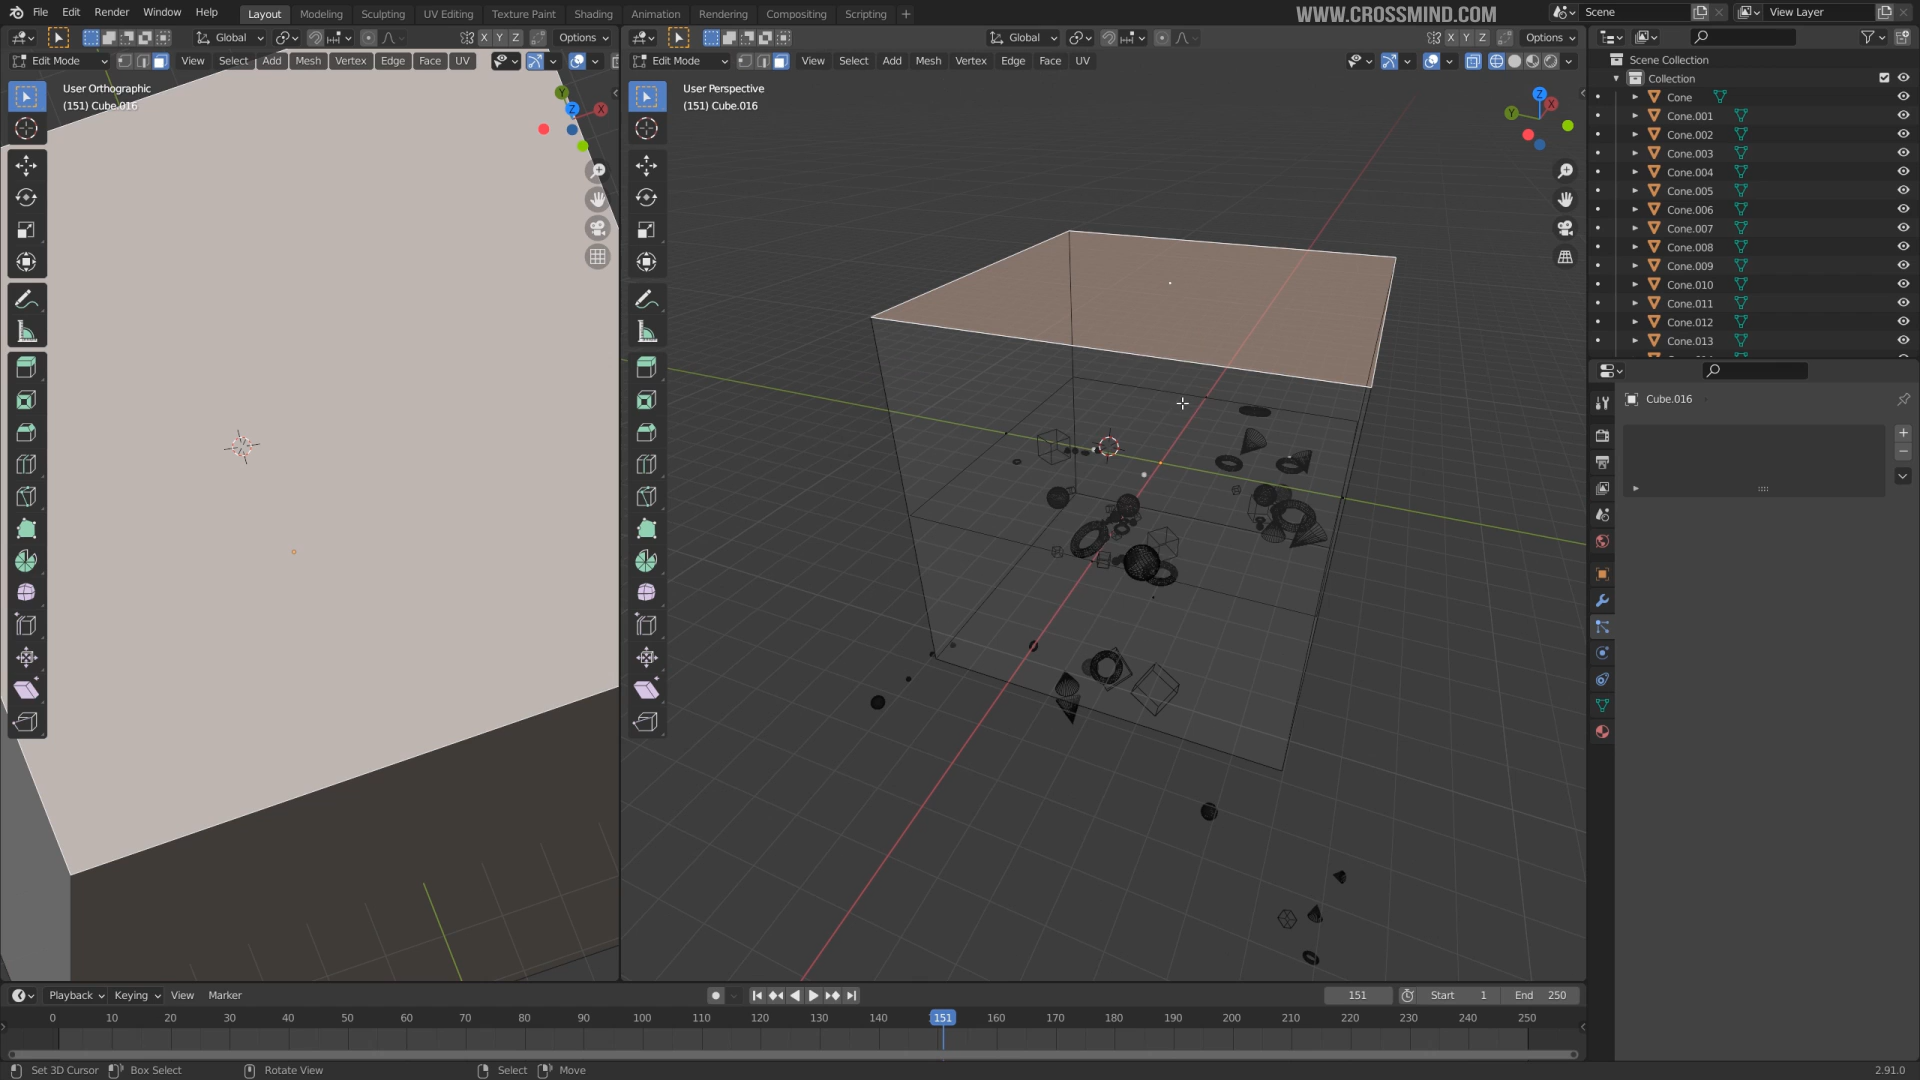 File Edit Render Window Help Layout Modeling Sculpting UV Editing Texture Paint Shading Animation Rendering Compositing Scripting + WWW.CROSSMIND.COM Scene View Layer
Global X Y Z Options Global X Y Z Options
Edit Mode View Select Add Mesh Vertex Edge Face UV Edit Mode View Select Add Mesh Vertex Edge Face UV
User Orthographic
(151) Cube.016
Y
Z
X
User Perspective
(151) Cube.016
Z
X
Y
Scene Collection
Collection
Cone
Cone.001
Cone.002
Cone.003
Cone.004
Cone.005
Cone.006
Cone.007
Cone.008
Cone.009
Cone.010
Cone.011
Cone.012
Cone.013
Cube.016
Playback Keying View Marker 151 Start 1 End 250
0 10 20 30 40 50 60 70 80 90 100 110 120 130 140 151 160 170 180 190 200 210 220 230 240 250
Set 3D Cursor Box Select Rotate View Select Move 2.91.0